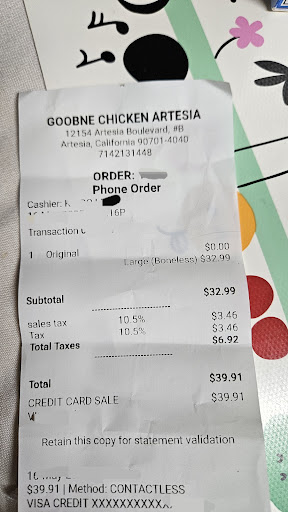 GOOBNE CHICKEN ARTESIA
12154 Artesia Boulevard, #B
Artesia, California 90701-4040
7142131448
ORDER:
Phone Order
Cashier:
16P
Transaction
1 Original $0.00
Large (Boneless) $32.99
Subtotal $32.99
sales tax 10.5% $3.46
Tax 10.5% $3.46
Total Taxes $6.92
Total $39.91
CREDIT CARD SALE $39.91
Retain this copy for statement validation
$39.91 | Method: CONTACTLESS
VISA CREDIT XXXXXXXXXX